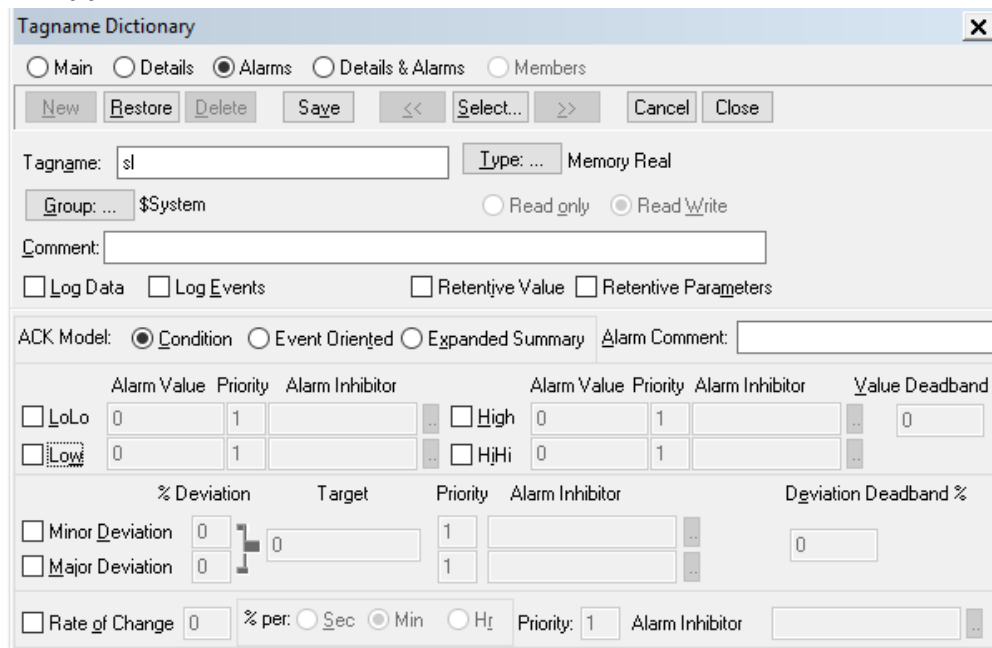 Tagname Dictionary
Main Details Alarms Details & Alarms Members
New Restore Delete Save << Select... >> Cancel Close
Tagname: sl Type: ... Memory Real
Group: ... $System Read only Read Write
Comment:
Log Data Log Events Retentive Value Retentive Parameters
ACK Model: Condition Event Oriented Expanded Summary Alarm Comment:
Alarm Value Priority Alarm Inhibitor Alarm Value Priority Alarm Inhibitor Value Deadband
LoLo 0 1 .. High 0 1 .. 0
Low 0 1 .. HiHi 0 1 ..
% Deviation Target Priority Alarm Inhibitor Deviation Deadband %
Minor Deviation 0 0 1 .. 0
Major Deviation 0 1 ..
Rate of Change 0 % per: Sec Min Hr Priority: 1 Alarm Inhibitor ..